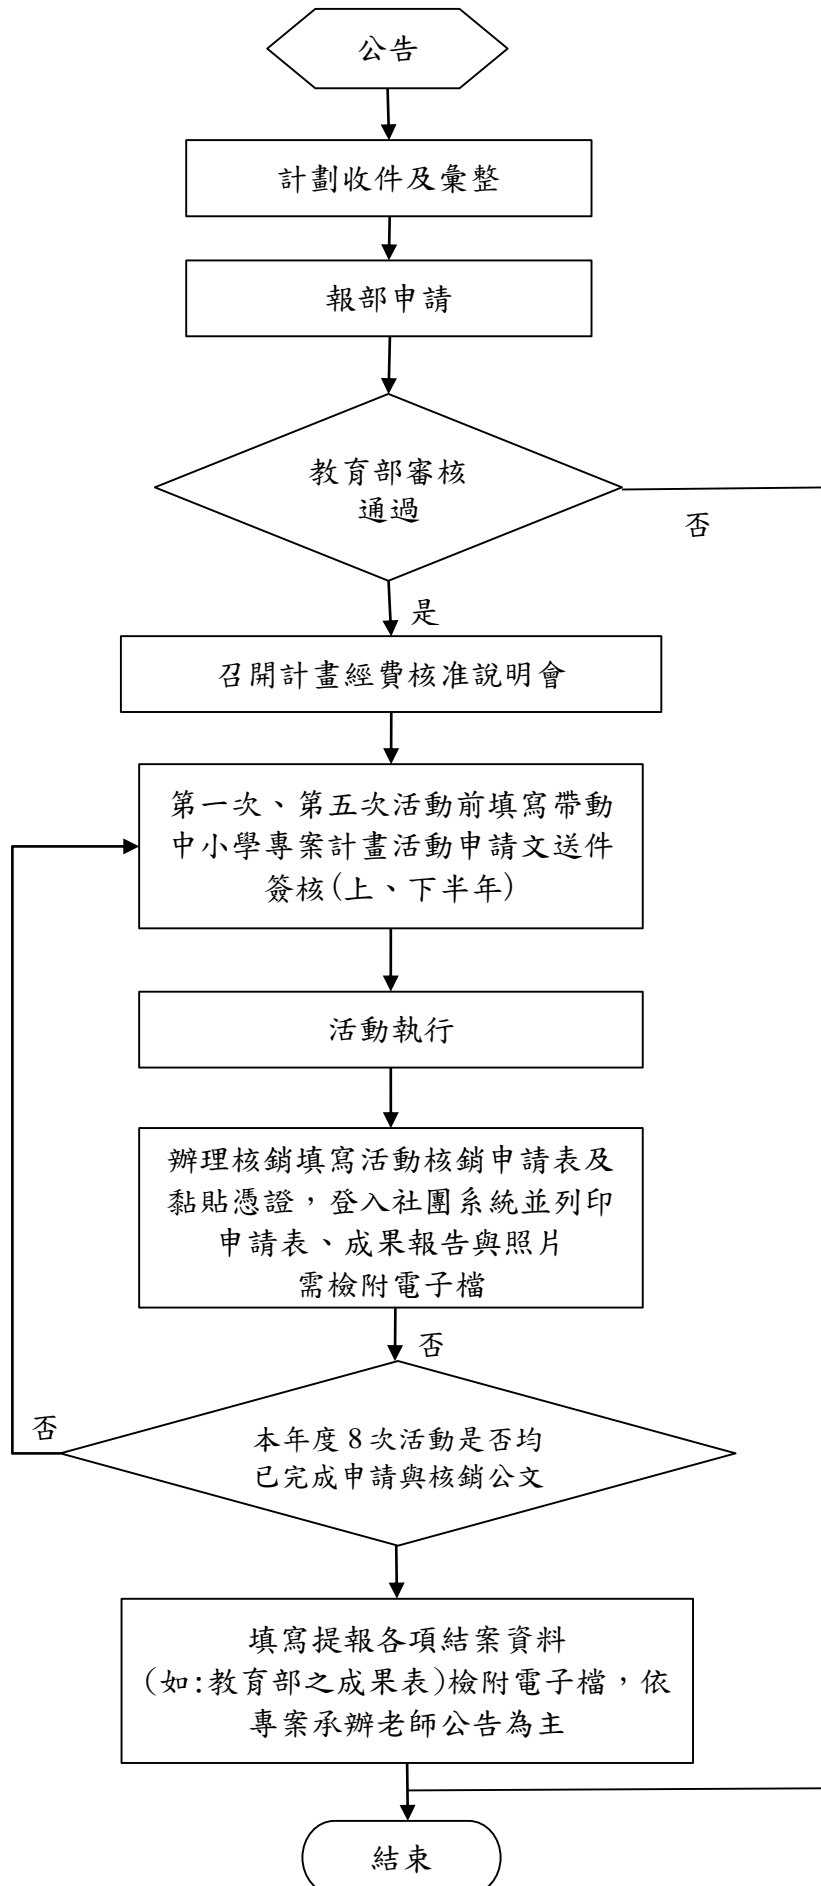 公告
計劃收件及彙整
報部申請
教育部審核
通過
否
是
召開計畫經費核准說明會
第一次、第五次活動前填寫帶動
中小學專案計畫活動申請文送件
簽核(上、下半年)
活動執行
辦理核銷填寫活動核銷申請表及
黏貼憑證，登入社團系統並列印
申請表、成果報告與照片
需檢附電子檔
否
否
本年度 8 次活動是否均
已完成申請與核銷公文
填寫提報各項結案資料
(如:教育部之成果表)檢附電子檔，依
專案承辦老師公告為主
結束